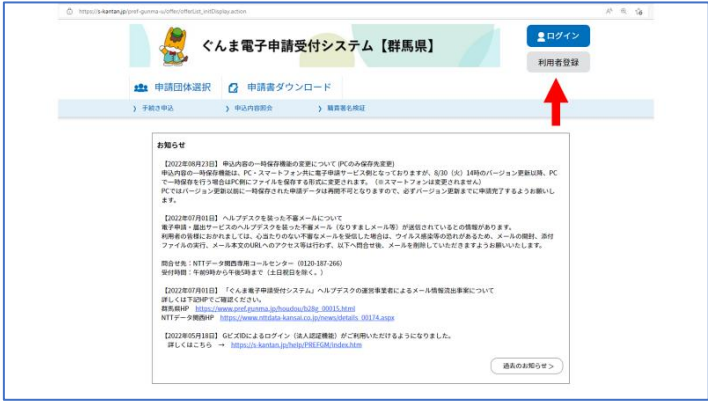 https://s-kantan.jp/pref-gunma-u/offer/offerList_initDisplay.action
ぐんま電子申請受付システム【群馬県】
ログイン
利用者登録
申請団体選択 申請書ダウンロード
> 手続き申込 > 申込内容照会 > 職責署名検証
お知らせ
【2022年08月23日】 申込内容の一時保存機能の変更について (PCのみ保存先変更)
申込内容の一時保存機能は、PC・スマートフォン共に電子申請サービス側となっておりますが、8/30（火）14時のバージョン更新以降、PC
で一時保存を行う場合はPC側にファイルを保存する形式に変更されます。（※スマートフォンは変更されません）
PCではバージョン更新以前に一時保存された申請データは再開不可となりますので、必ずバージョン更新までに申請完了するようお願いし
ます。
【2022年07月01日】 ヘルプデスクを装った不審メールについて
電子申請・届出サービスのヘルプデスクを装った不審メール（なりすましメール等）が送信されているとの情報があります。
利用者の皆様におかれましては、心当たりのない不審なメールを受信した場合は、ウイルス感染等の恐れがあるため、メールの開封、添付
ファイルの実行、メール本文のURLへのアクセス等は行わず、以下へ問合せ後、メールを削除していただきますようお願いいたします。
問合せ先：NTTデータ関西専用コールセンター（0120-187-266）
受付時間：午前9時から午後5時まで（土日祝日を除く。）
【2022年07月01日】 「ぐんま電子申請受付システム」ヘルプデスクの運営事業者によるメール情報流出事案について
詳しくは下記HPでご確認ください。
群馬県HP https://www.pref.gunma.jp/houdou/b28g_00015.html
NTTデータ関西HP https://www.nttdata-kansai.co.jp/news/details_00174.aspx
【2022年05月18日】 GビズIDによるログイン（法人認証機能）がご利用いただけるようになりました。
詳しくはこちら → https://s-kantan.jp/help/PREFGM/index.htm
過去のお知らせ >